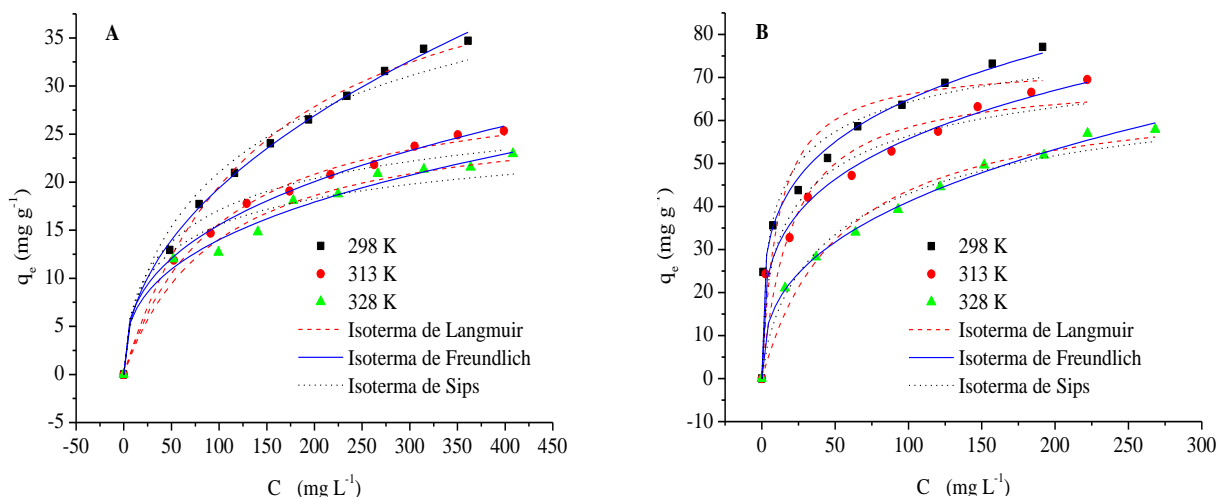 A
40
35
30
25
20
15
10
5
0
-5
qe (mg g-1)
298 K
313 K
328 K
Isoterma de Langmuir
Isoterma de Freundlich
Isoterma de Sips
-50 0 50 100 150 200 250 300 350 400 450
C (mg L-1)
B
80
70
60
50
40
30
20
10
0
-10
qe (mg g-)
298 K
313 K
328 K
Isoterma de Langmuir
Isoterma de Freundlich
Isoterma de Sips
0 50 100 150 200 250 300
C (mg L-1)